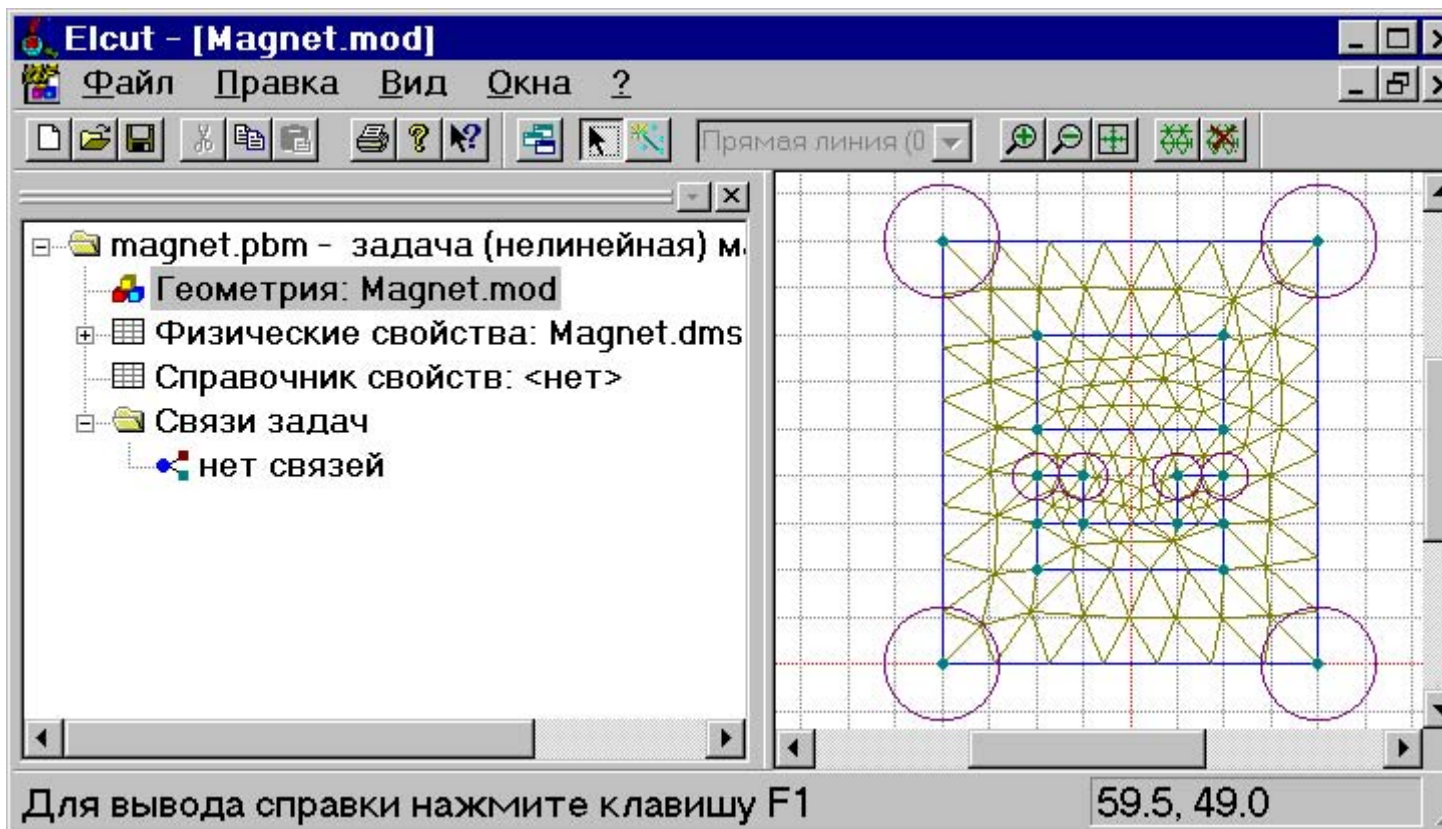 Elcut - [Magnet.mod]
Файл Правка Вид Окна ?
Прямая линия (0
magnet.pbm - задача (нелинейная) м
Геометрия: Magnet.mod
Физические свойства: Magnet.dms
Справочник свойств: <нет>
Связи задач
нет связей
Для вывода справки нажмите клавишу F1
59.5, 49.0